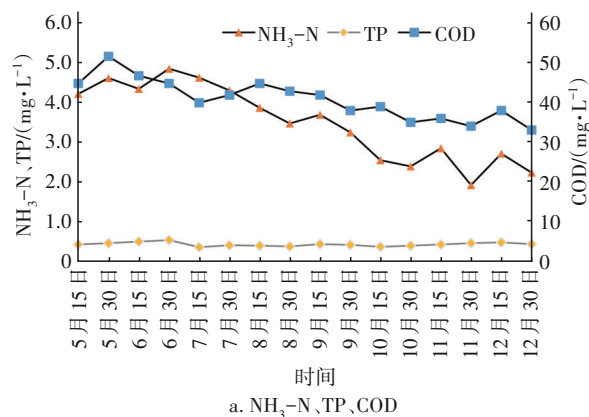 NH₃-N TP COD
6.0
5.0
4.0
3.0
2.0
1.0
0
NH₃-N、TP/(mg•L⁻¹)
60
50
40
30
20
10
0
COD/(mg•L⁻¹)
5月15日
5月30日
6月15日
6月30日
7月15日
7月30日
8月15日
8月30日
9月15日
9月30日
10月15日
10月30日
11月15日
11月30日
12月15日
12月30日
时间
a. NH₃-N、TP、COD